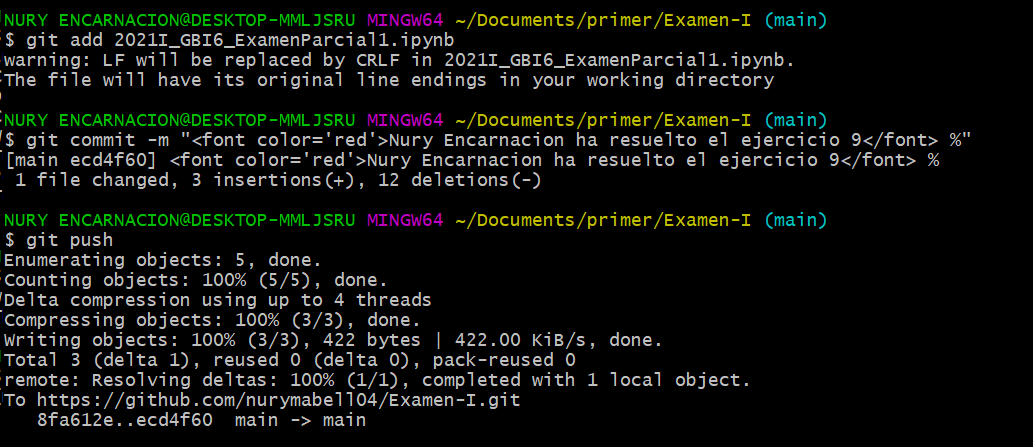 NURY ENCARNACION@DESKTOP-MMLJSRU MINGW64 ~/Documents/primer/Examen-I (main)
$ git add 2021I_GBI6_ExamenParcial1.ipynb
warning: LF will be replaced by CRLF in 2021I_GBI6_ExamenParcial1.ipynb.
The file will have its original line endings in your working directory
NURY ENCARNACION@DESKTOP-MMLJSRU MINGW64 ~/Documents/primer/Examen-I (main)
$ git commit -m "<font color='red'>Nury Encarnacion ha resuelto el ejercicio 9</font> %"
[main ecd4f60] <font color='red'>Nury Encarnacion ha resuelto el ejercicio 9</font> %
1 file changed, 3 insertions(+), 12 deletions(-)
NURY ENCARNACION@DESKTOP-MMLJSRU MINGW64 ~/Documents/primer/Examen-I (main)
$ git push
Enumerating objects: 5, done.
Counting objects: 100% (5/5), done.
Delta compression using up to 4 threads
Compressing objects: 100% (3/3), done.
Writing objects: 100% (3/3), 422 bytes | 422.00 KiB/s, done.
Total 3 (delta 1), reused 0 (delta 0), pack-reused 0
remote: Resolving deltas: 100% (1/1), completed with 1 local object.
To https://github.com/nurymabell04/Examen-I.git
8fa612e..ecd4f60  main -> main